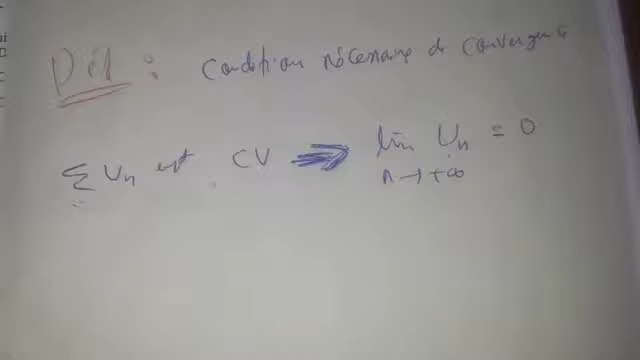 Déf : Condition nécessaire de convergence
∑ Un est CV ⟹ lim Un = 0
n→+∞